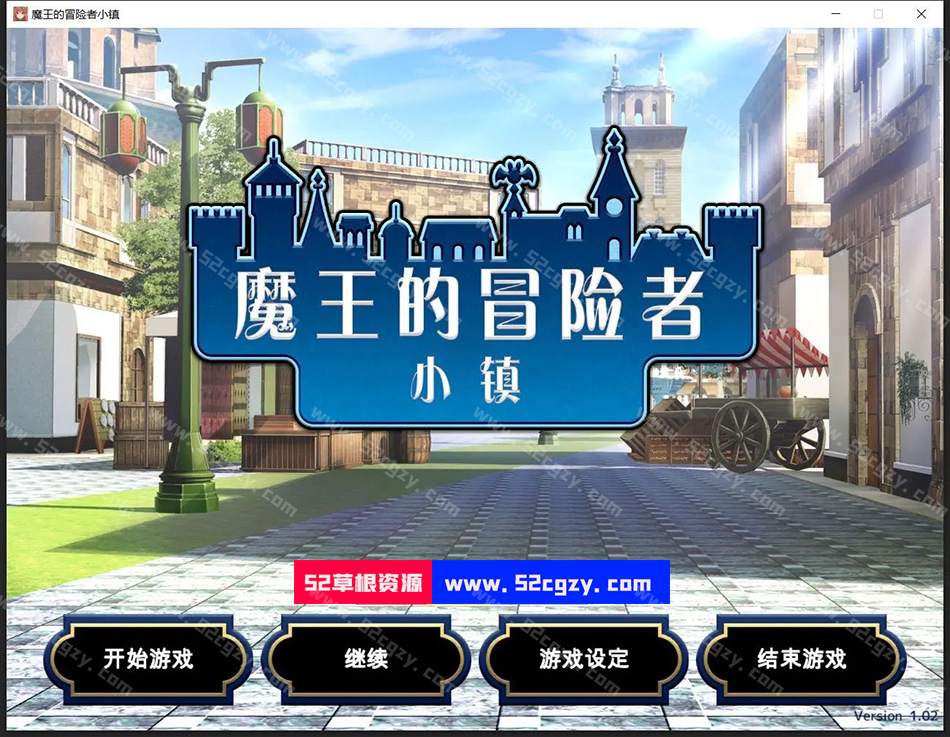 魔王的冒险者小镇
魔王的冒险者
小镇
52草根资源 www.52cgzy.com
开始游戏 继续 游戏设定 结束游戏
Version 1.02